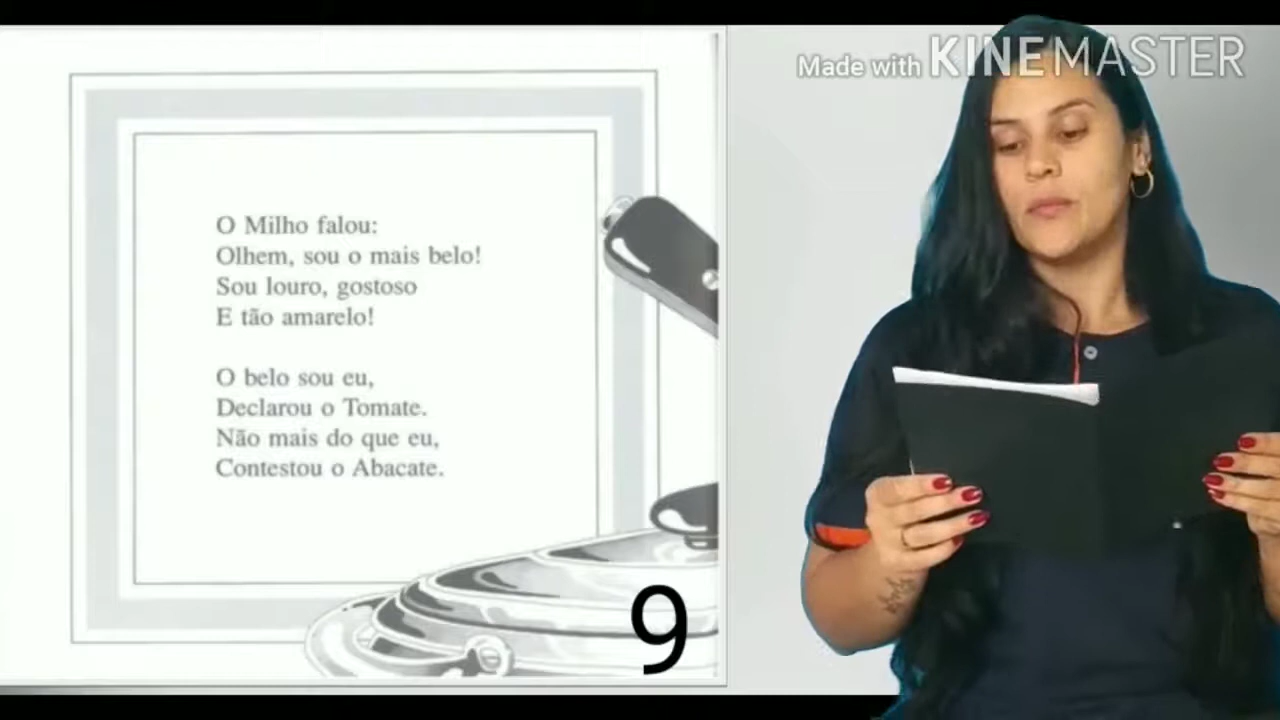 Made with KINEMASTER
O Milho falou:
Olhem, sou o mais belo!
Sou louro, gostoso
E tão amarelo!
O belo sou eu,
Declarou o Tomate.
Não mais do que eu,
Contestou o Abacate.
9